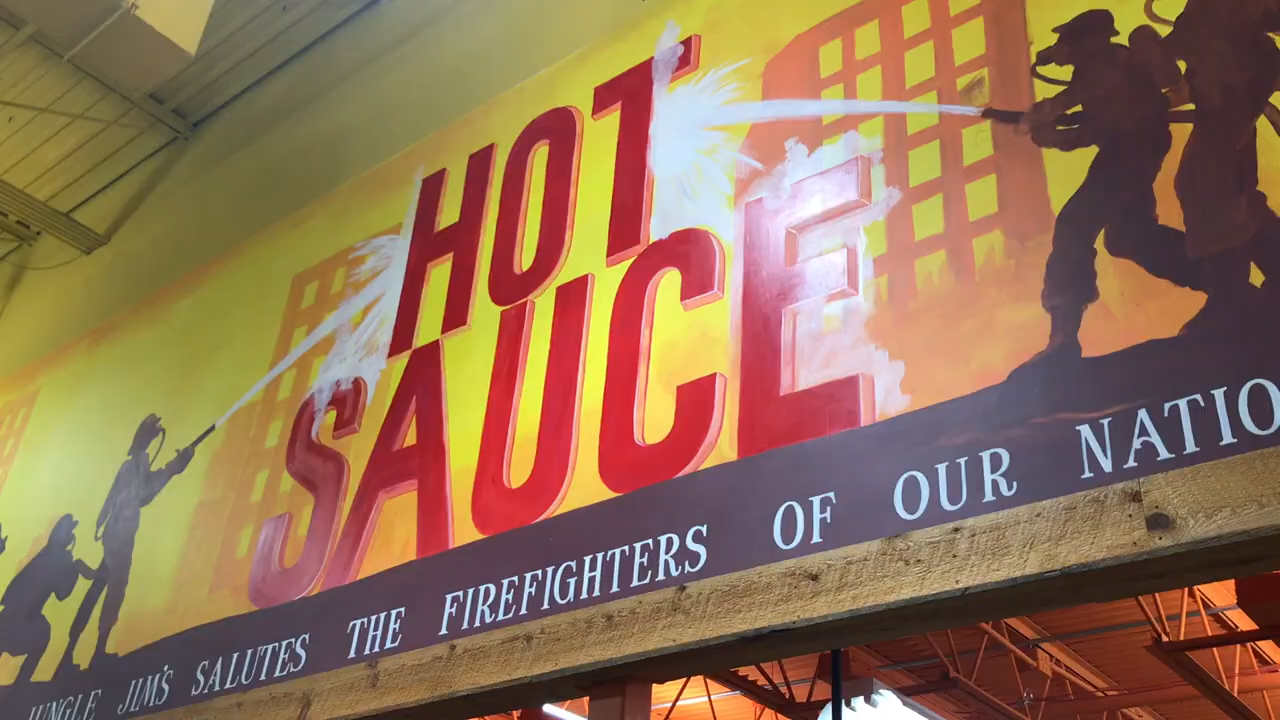 HOT
SAUCE
JUNGLE JIM'S SALUTES THE FIREFIGHTERS OF OUR NATIO